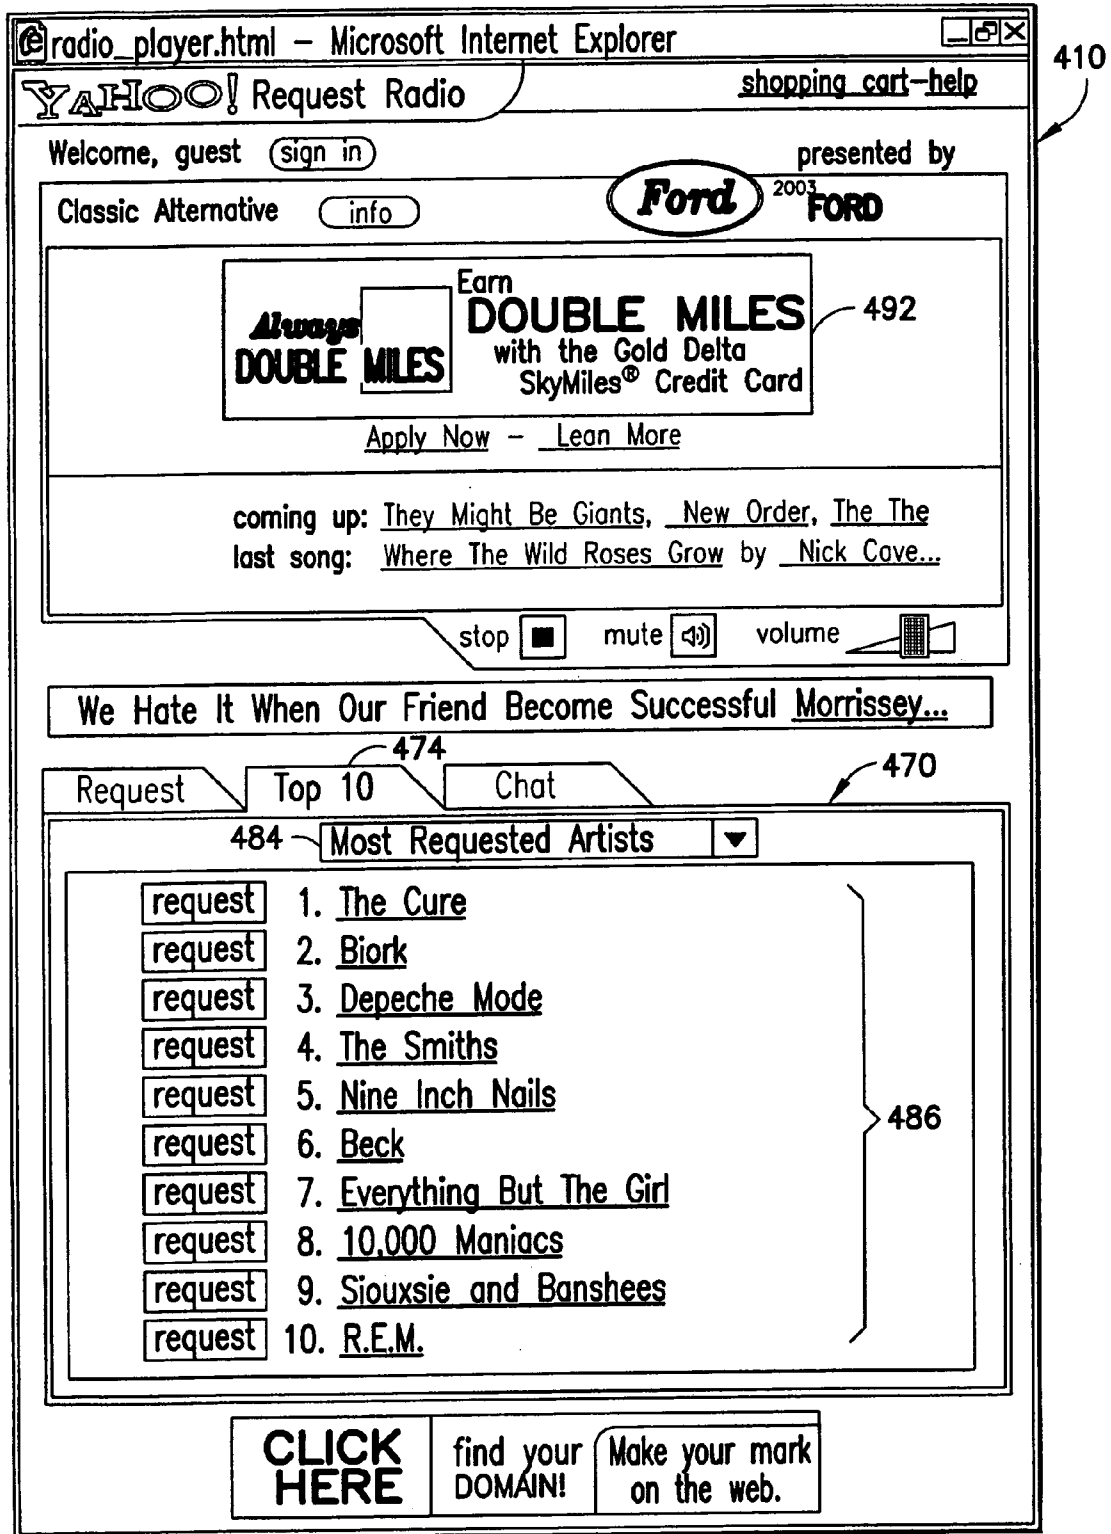 radio_player.html – Microsoft Internet Explorer
410
YAHOO! Request Radio
shopping cart–help
Welcome, guest sign in
presented by
Classic Alternative info
Ford 2003 FORD
Earn
Always
DOUBLE MILES
DOUBLE MILES
with the Gold Delta
SkyMiles® Credit Card
492
Apply Now – Lean More
coming up: They Might Be Giants, New Order, The The
last song: Where The Wild Roses Grow by Nick Cave...
stop mute volume
We Hate It When Our Friend Become Successful Morrissey...
474
470
Request Top 10 Chat
484 Most Requested Artists
request 1. The Cure
request 2. Biork
request 3. Depeche Mode
request 4. The Smiths
request 5. Nine Inch Nails
486
request 6. Beck
request 7. Everything But The Girl
request 8. 10,000 Maniacs
request 9. Siouxsie and Banshees
request 10. R.E.M.
CLICK HERE
find your DOMAIN!
Make your mark on the web.